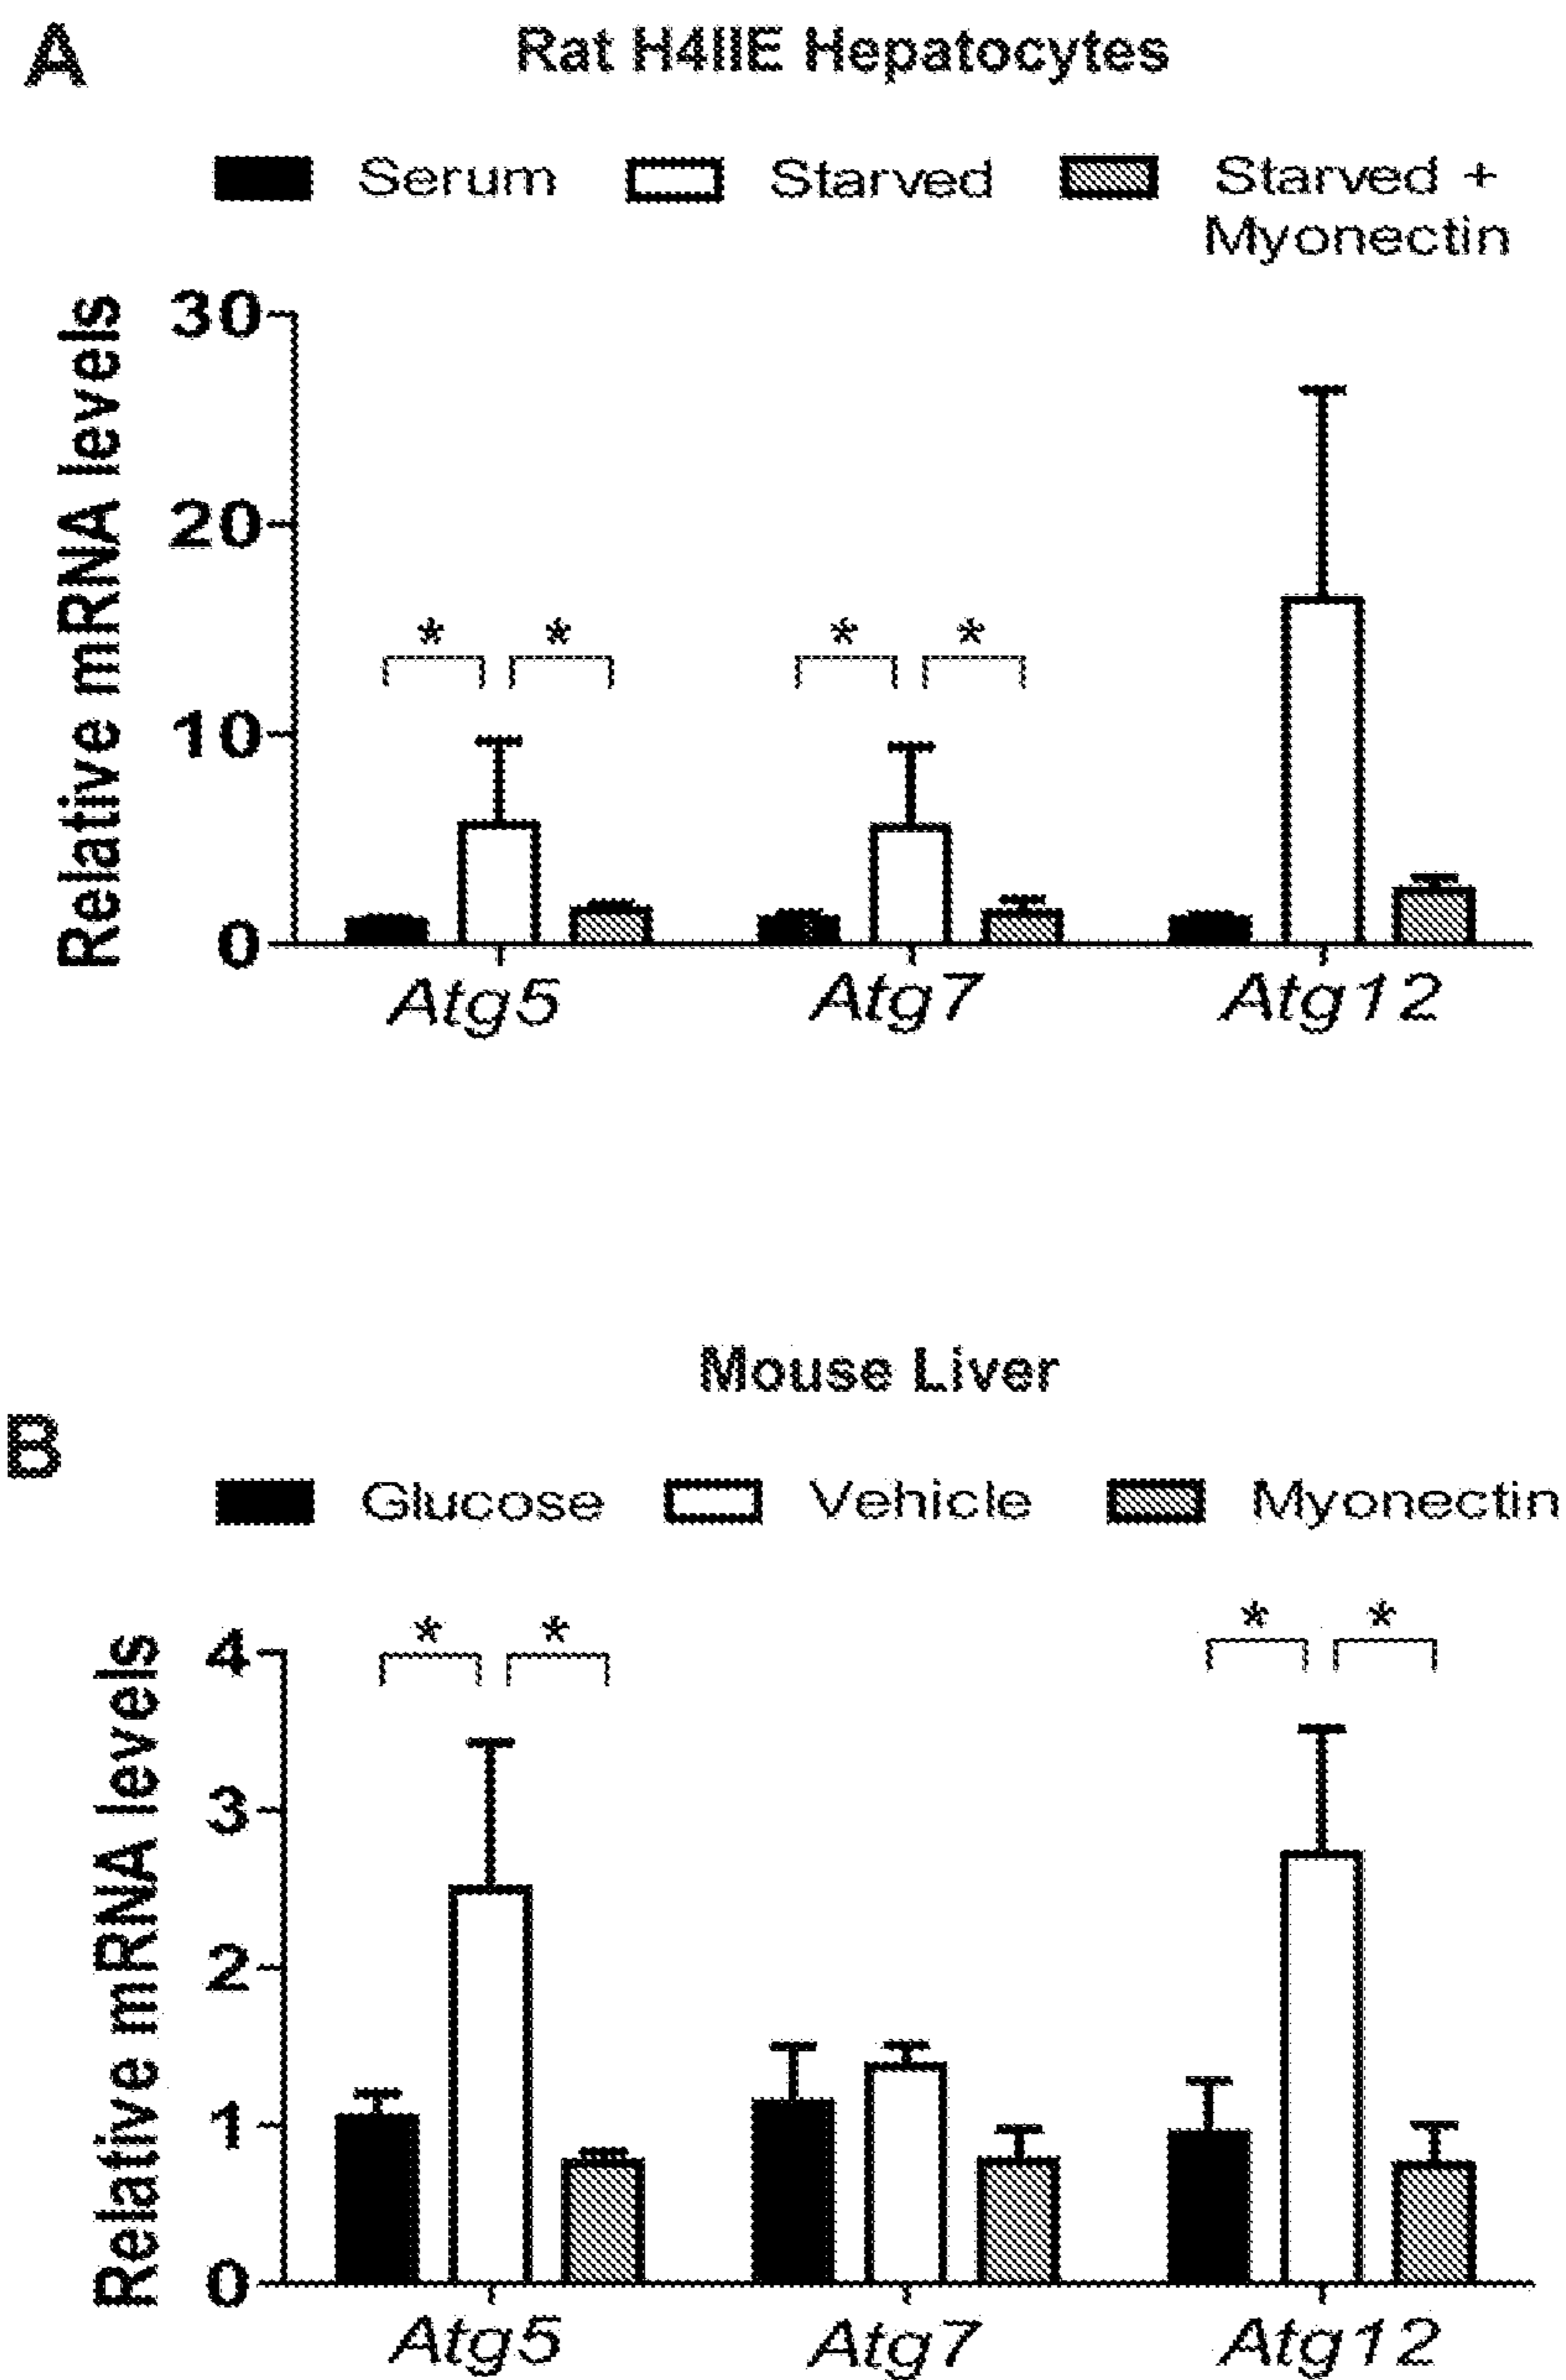 A
Rat H4IIE Hepatocytes
Serum Starved Starved +
Myonectin
Relative mRNA levels
30
20
10
0
* * * *
Atg5 Atg7 Atg12
Mouse Liver
B
Glucose Vehicle Myonectin
Relative mRNA levels
4
3
2
1
0
* * * *
Atg5 Atg7 Atg12